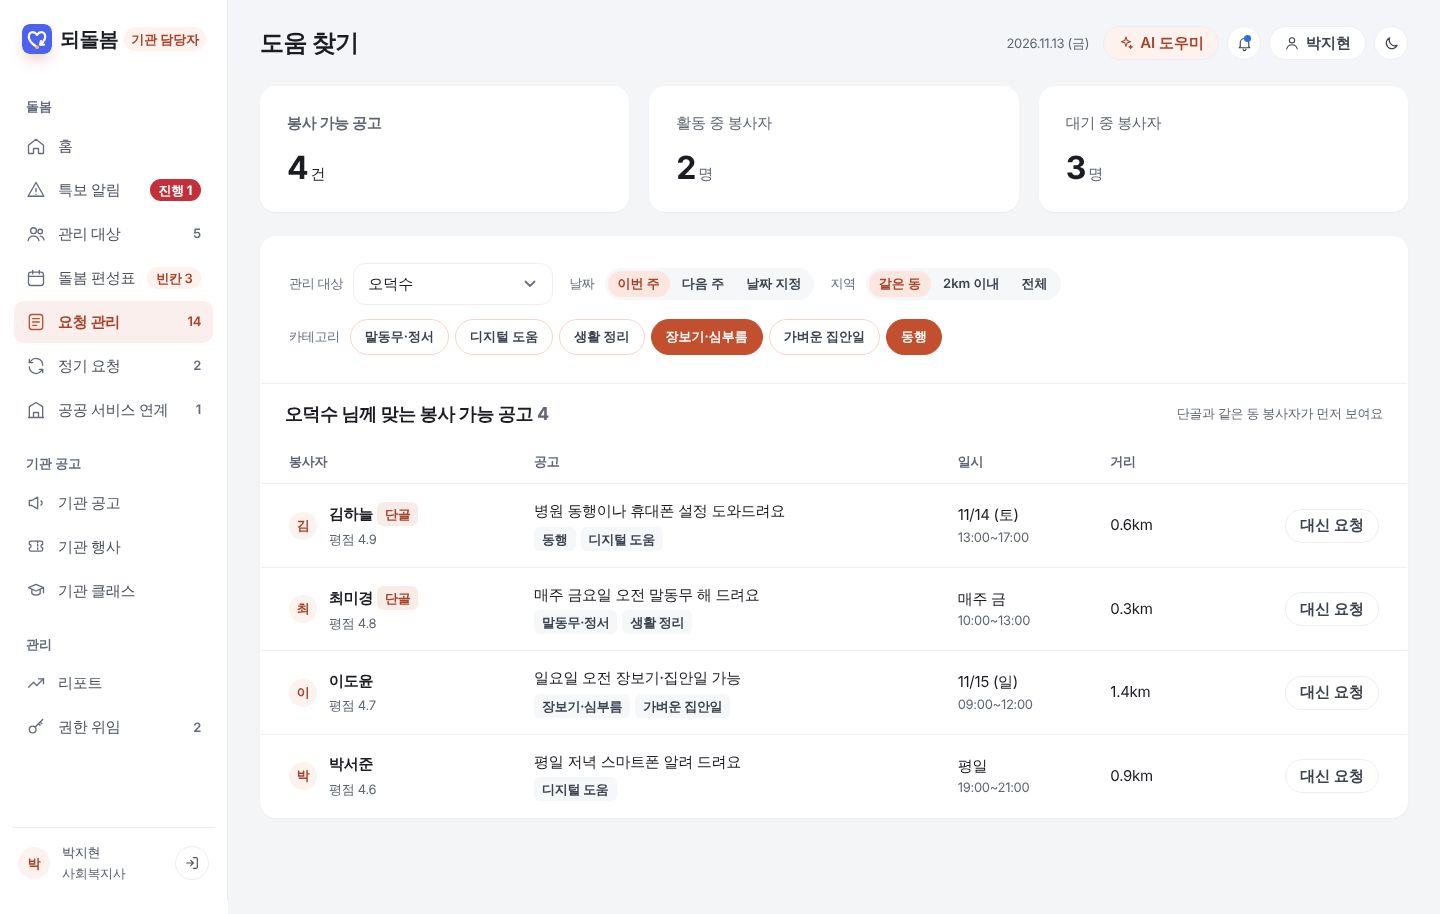 되돌봄 기관 담당자
돌봄
홈
특보 알림 진행 1
관리 대상 5
돌봄 편성표 빈칸 3
요청 관리 14
정기 요청 2
공공 서비스 연계 1
기관 공고
기관 공고
기관 행사
기관 클래스
관리
리포트
권한 위임 2
박 박지현
사회복지사
도움 찾기
2026.11.13 (금) AI 도우미 박지현
봉사 가능 공고
4건
활동 중 봉사자
2명
대기 중 봉사자
3명
관리 대상 오덕수 날짜 이번 주 다음 주 날짜 지정 지역 같은 동 2km 이내 전체
카테고리 말동무·정서 디지털 도움 생활 정리 장보기·심부름 가벼운 집안일 동행
오덕수 님께 맞는 봉사 가능 공고 4 단골과 같은 동 봉사자가 먼저 보여요
봉사자 공고 일시 거리
김 김하늘 단골 병원 동행이나 휴대폰 설정 도와드려요 11/14 (토) 0.6km 대신 요청
평점 4.9 동행 디지털 도움 13:00~17:00
최 최미경 단골 매주 금요일 오전 말동무 해 드려요 매주 금 0.3km 대신 요청
평점 4.8 말동무·정서 생활 정리 10:00~13:00
이 이도윤 일요일 오전 장보기·집안일 가능 11/15 (일) 1.4km 대신 요청
평점 4.7 장보기·심부름 가벼운 집안일 09:00~12:00
박 박서준 평일 저녁 스마트폰 알려 드려요 평일 0.9km 대신 요청
평점 4.6 디지털 도움 19:00~21:00